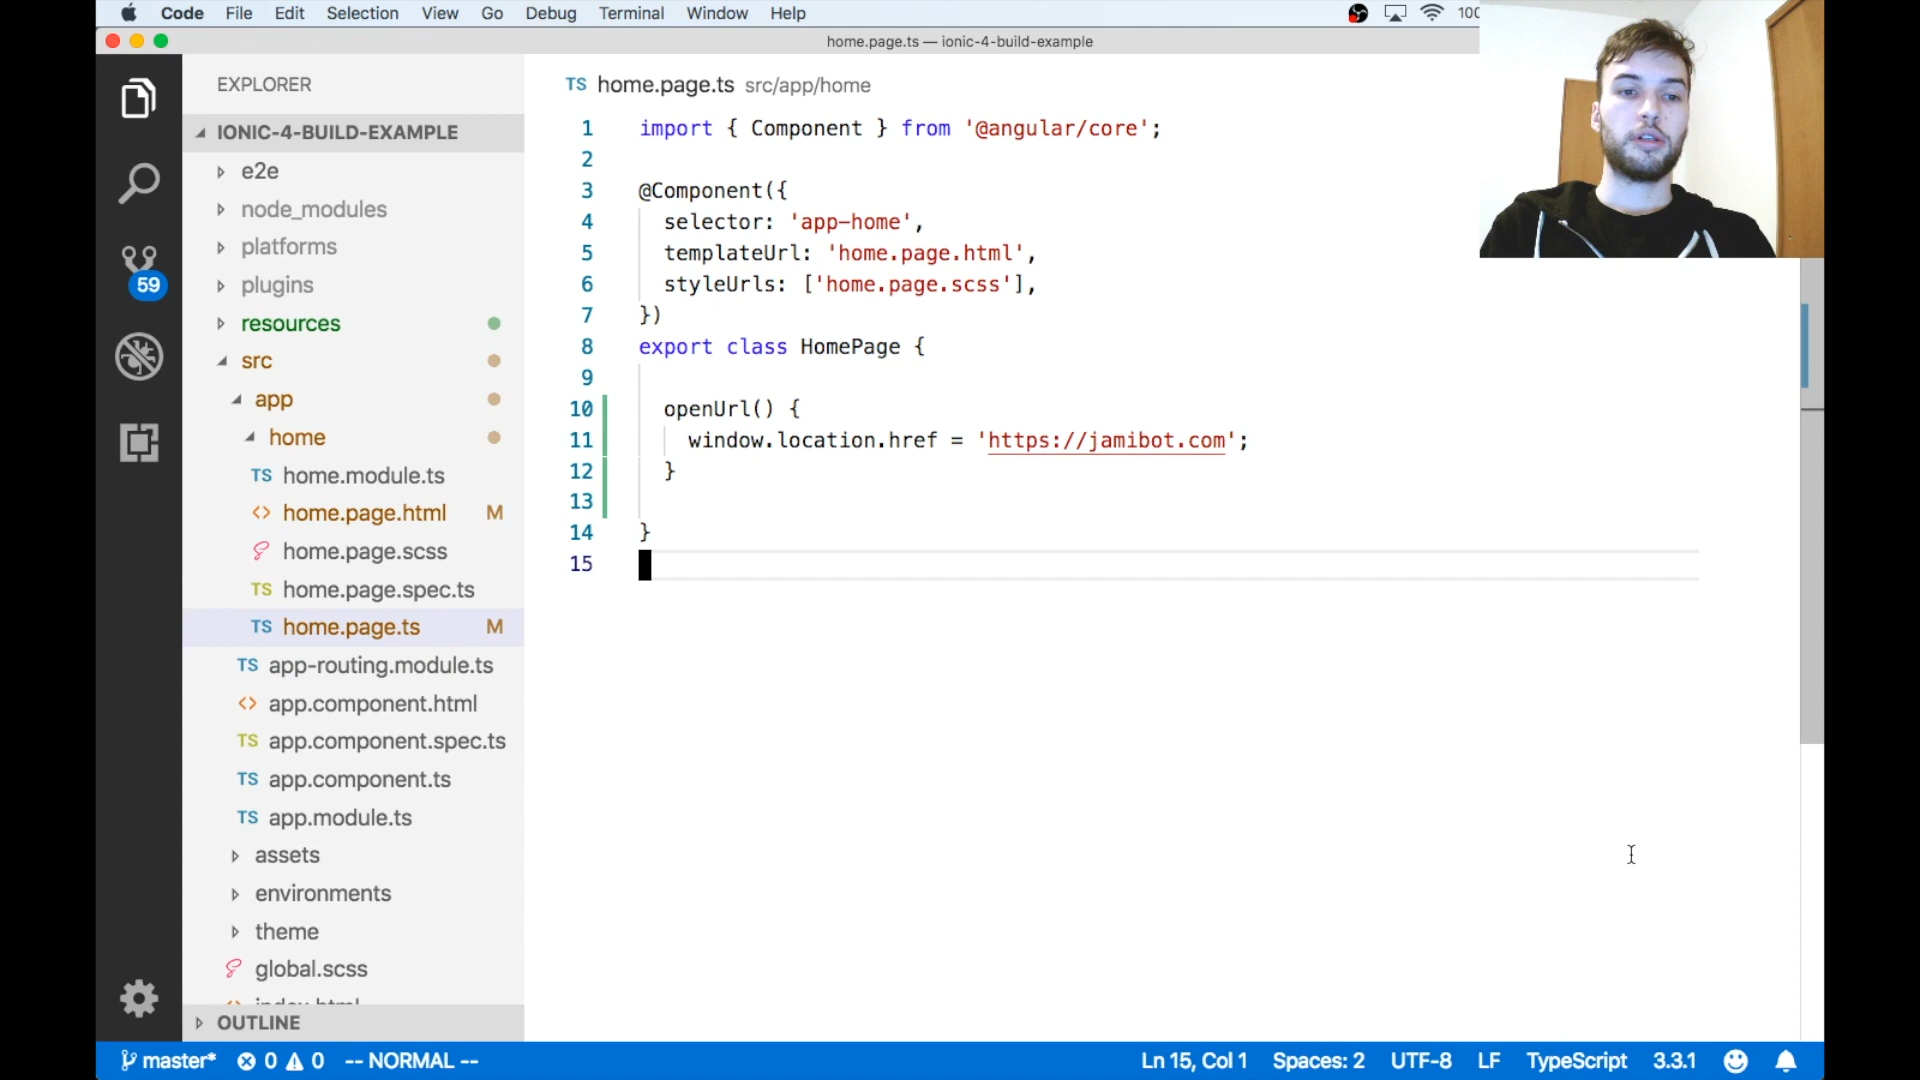 Code File Edit Selection View Go Debug Terminal Window Help
home.page.ts — ionic-4-build-example
EXPLORER
IONIC-4-BUILD-EXAMPLE
e2e
node_modules
platforms
59
plugins
resources
src
app
home
TS home.module.ts
<> home.page.html M
home.page.scss
TS home.page.spec.ts
TS home.page.ts M
TS app-routing.module.ts
<> app.component.html
TS app.component.spec.ts
TS app.component.ts
TS app.module.ts
assets
environments
theme
global.scss
index.html
OUTLINE
TS home.page.ts src/app/home
1 import { Component } from '@angular/core';
2
3 @Component({
4 selector: 'app-home',
5 templateUrl: 'home.page.html',
6 styleUrls: ['home.page.scss'],
7 })
8 export class HomePage {
9
10 openUrl() {
11 window.location.href = 'https://jamibot.com';
12 }
13
14 }
15
master* 0 0 -- NORMAL -- Ln 15, Col 1 Spaces: 2 UTF-8 LF TypeScript 3.3.1